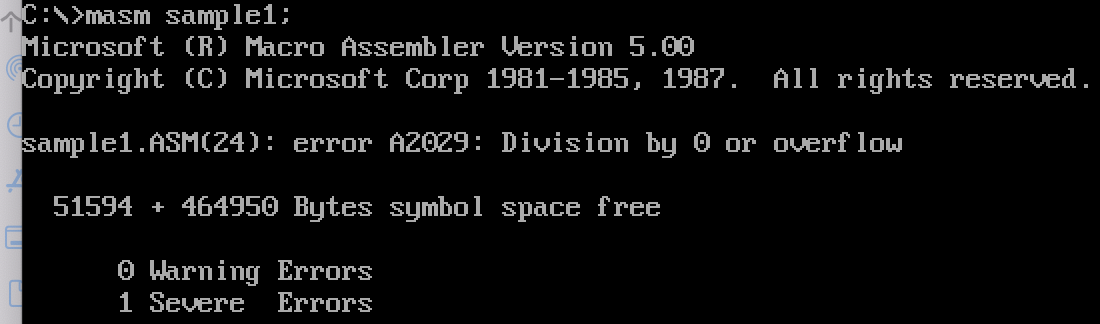 C:\>masm sample1;
Microsoft (R) Macro Assembler Version 5.00
Copyright (C) Microsoft Corp 1981-1985, 1987.  All rights reserved.
sample1.ASM(24): error A2029: Division by 0 or overflow
51594 + 464950 Bytes symbol space free
0 Warning Errors
1 Severe  Errors